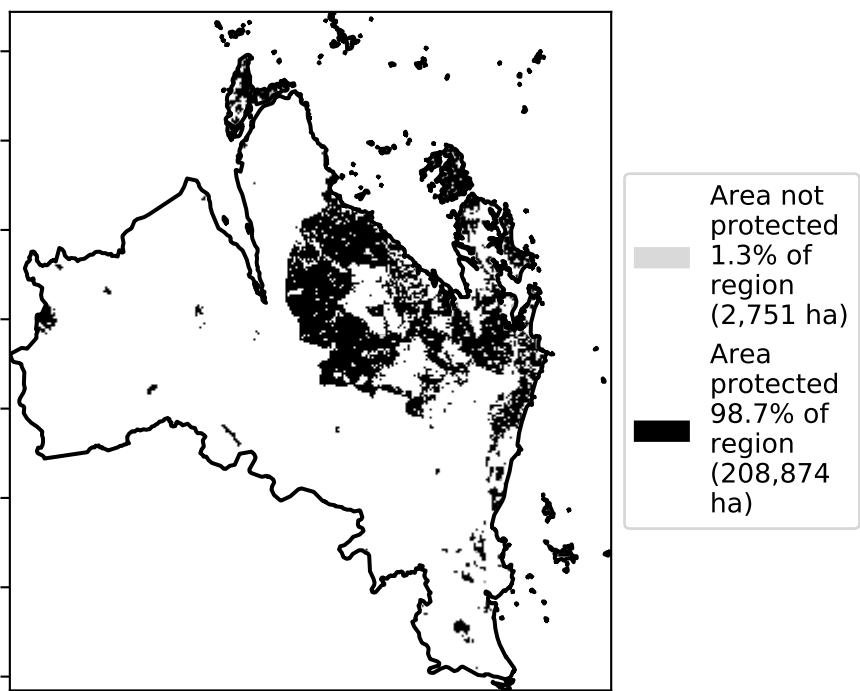 Area not
protected
1.3% of
region
(2,751 ha)
Area
protected
98.7% of
region
(208,874
ha)